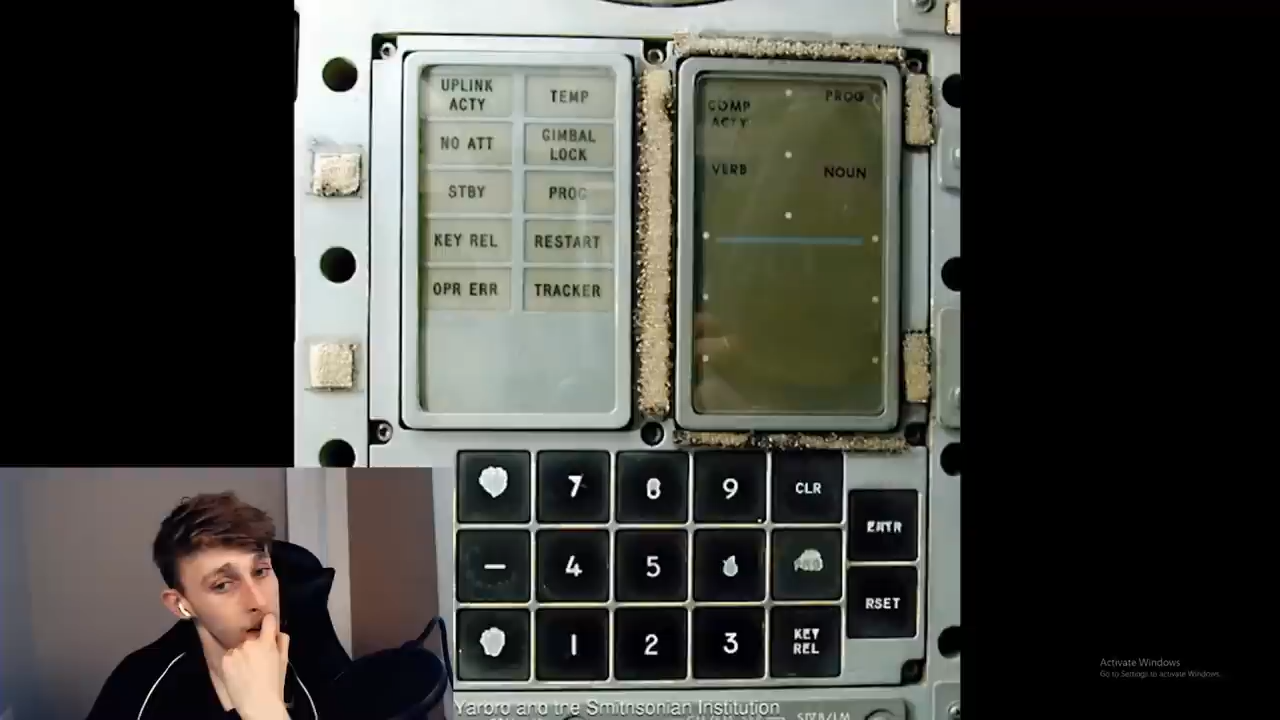 UPLINK
ACTY
TEMP
NO ATT
GIMBAL
LOCK
STBY
PROG
KEY REL
RESTART
OPR ERR
TRACKER
COMP
ACTY
PROG
VERB
NOUN
7
8
9
CLR
ENTR
-
4
5
RSET
1
2
3
KEY
REL
Yarbro and the Smithsonian Institution
Activate Windows
Go to Settings to activate Windows.